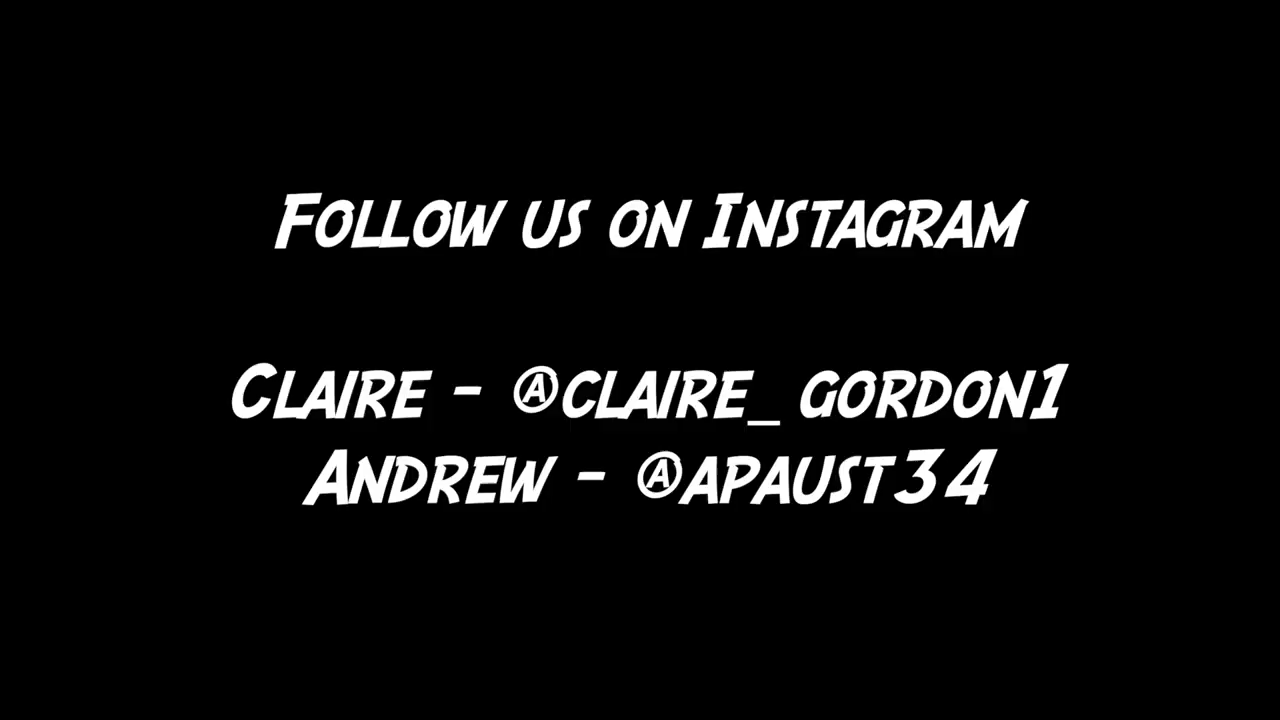 Follow us on Instagram
Claire - @claire_gordon1
Andrew - @apaust34